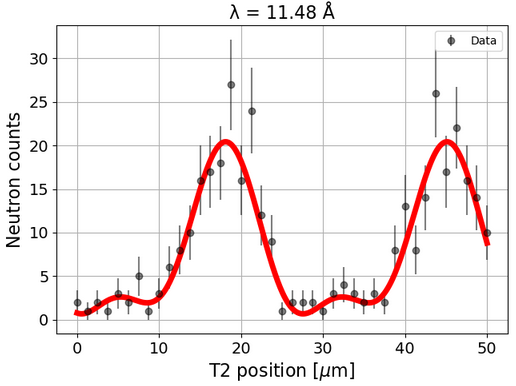 λ = 11.48 Å
Data
Neutron counts
30
25
20
15
10
5
0
0 10 20 30 40 50
T2 position [μm]